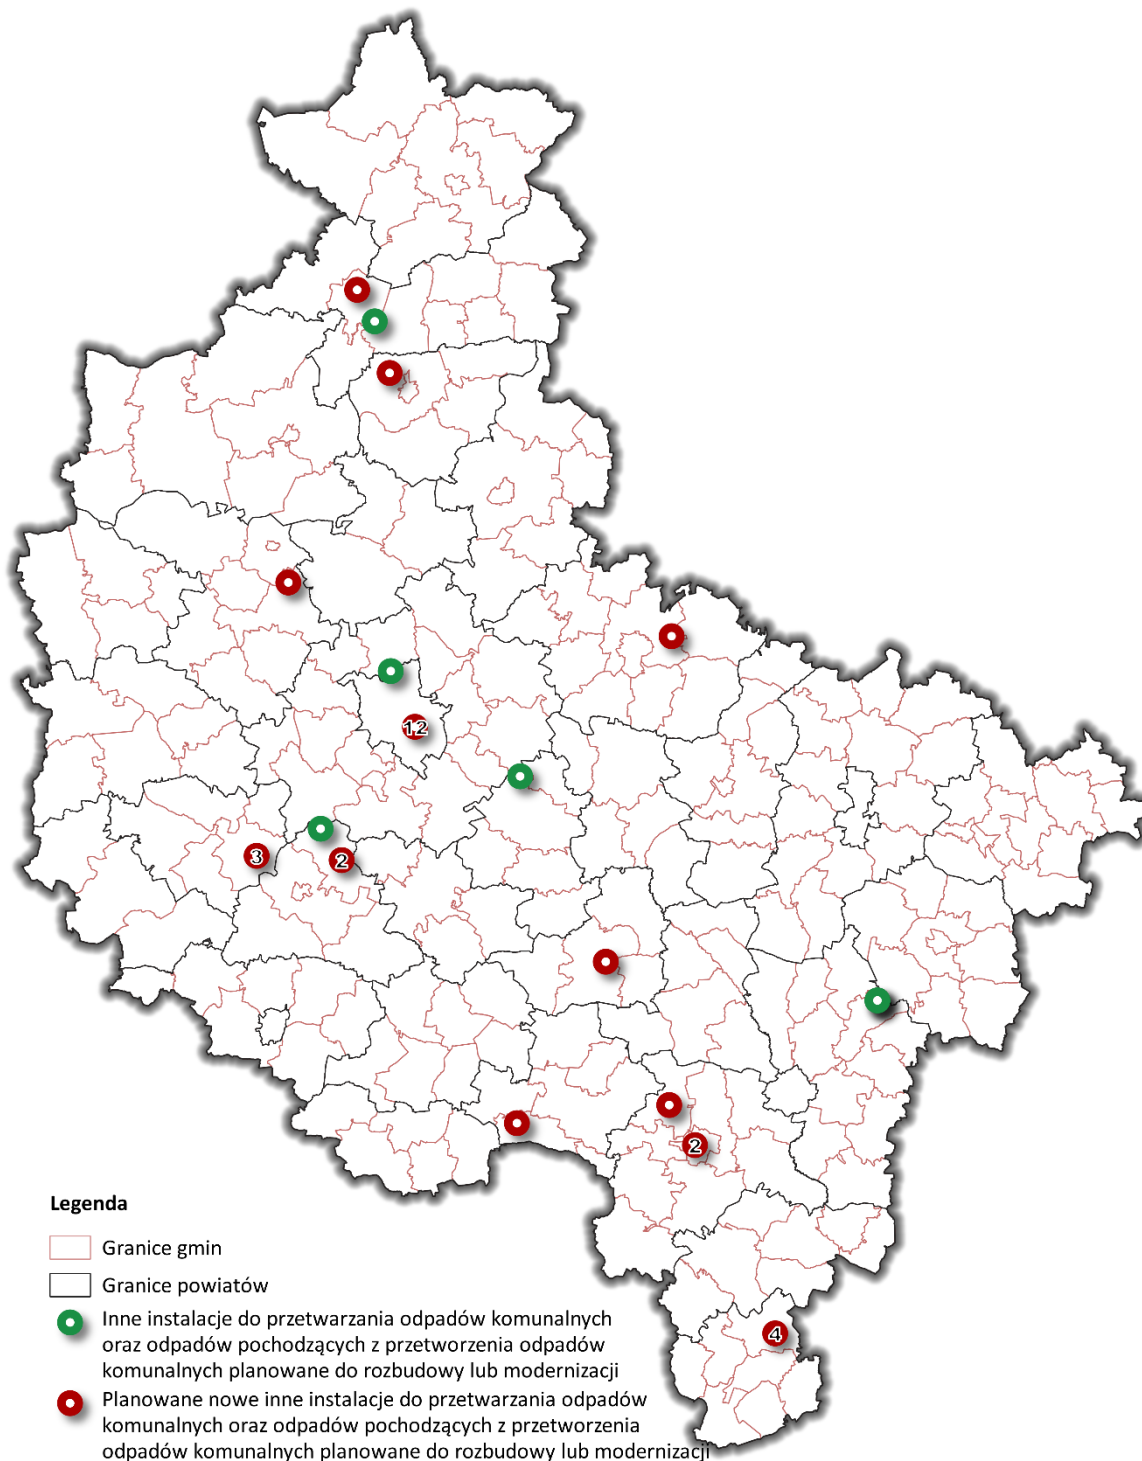 12
3
2
2
4
Legenda
Granice gmin
Granice powiatów
Inne instalacje do przetwarzania odpadów komunalnych
oraz odpadów pochodzących z przetworzenia odpadów
komunalnych planowane do rozbudowy lub modernizacji
Planowane nowe inne instalacje do przetwarzania odpadów
komunalnych oraz odpadów pochodzących z przetworzenia
odpadów komunalnych planowane do rozbudowy lub modernizacji